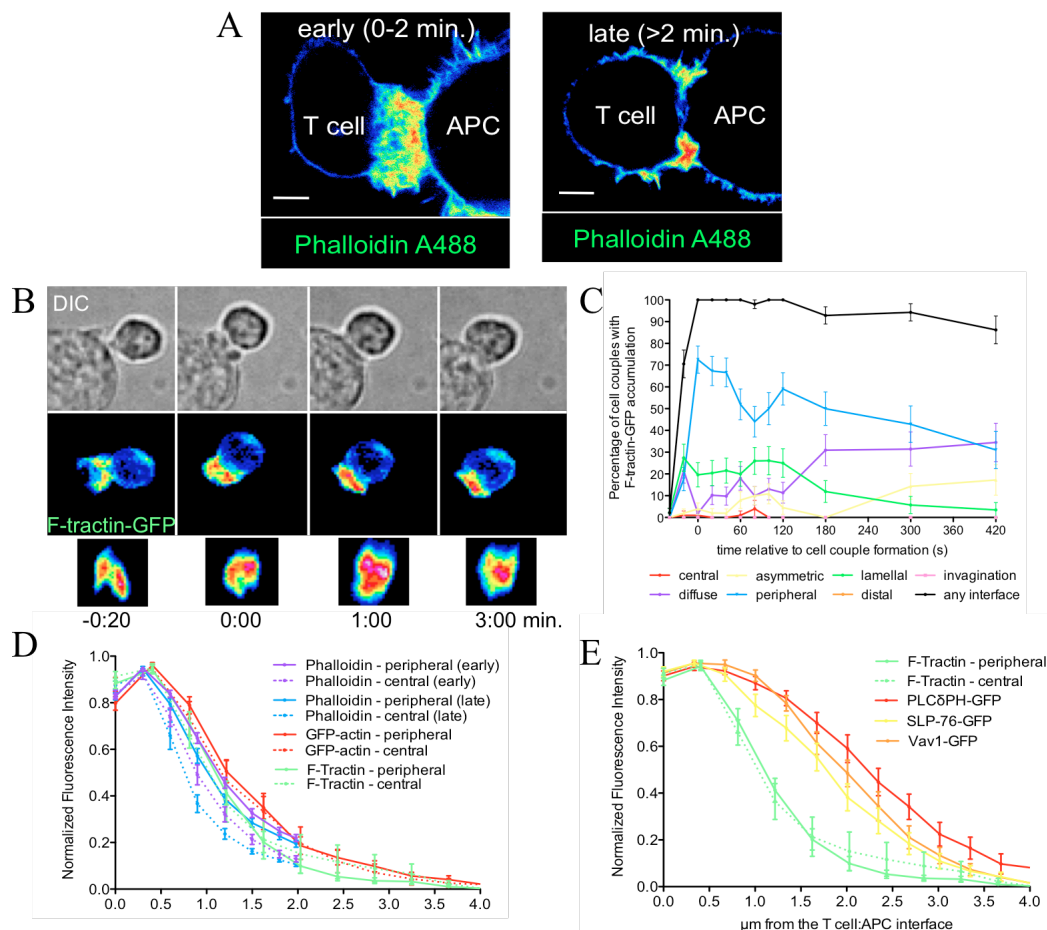 A
early (0-2 min.)
T cell
APC
Phalloidin A488
late (>2 min.)
T cell
APC
Phalloidin A488
B
DIC
F-tractin-GFP
-0:20
0:00
1:00
3:00 min.
C
Percentage of cell couples with
F-tractin-GFP accumulation
100
90
80
70
60
50
40
30
20
10
0
0 60 120 180 240 300 360 420
time relative to cell couple formation (s)
central asymmetric lamellal invagination
diffuse peripheral distal any interface
D
Normalized Fluorescence Intensity
1.0
0.8
0.6
0.4
0.2
0.0
0.0 0.5 1.0 1.5 2.0 2.5 3.0 3.5 4.0
Phalloidin - peripheral (early)
Phalloidin - central (early)
Phalloidin - peripheral (late)
Phalloidin - central (late)
GFP-actin - peripheral
GFP-actin - central
F-Tractin - peripheral
F-Tractin - central
E
Normalized Fluorescence Intensity
1.0
0.8
0.6
0.4
0.2
0.0
0.0 0.5 1.0 1.5 2.0 2.5 3.0 3.5 4.0
µm from the T cell:APC interface
F-Tractin - peripheral
F-Tractin - central
PLCδPH-GFP
SLP-76-GFP
Vav1-GFP